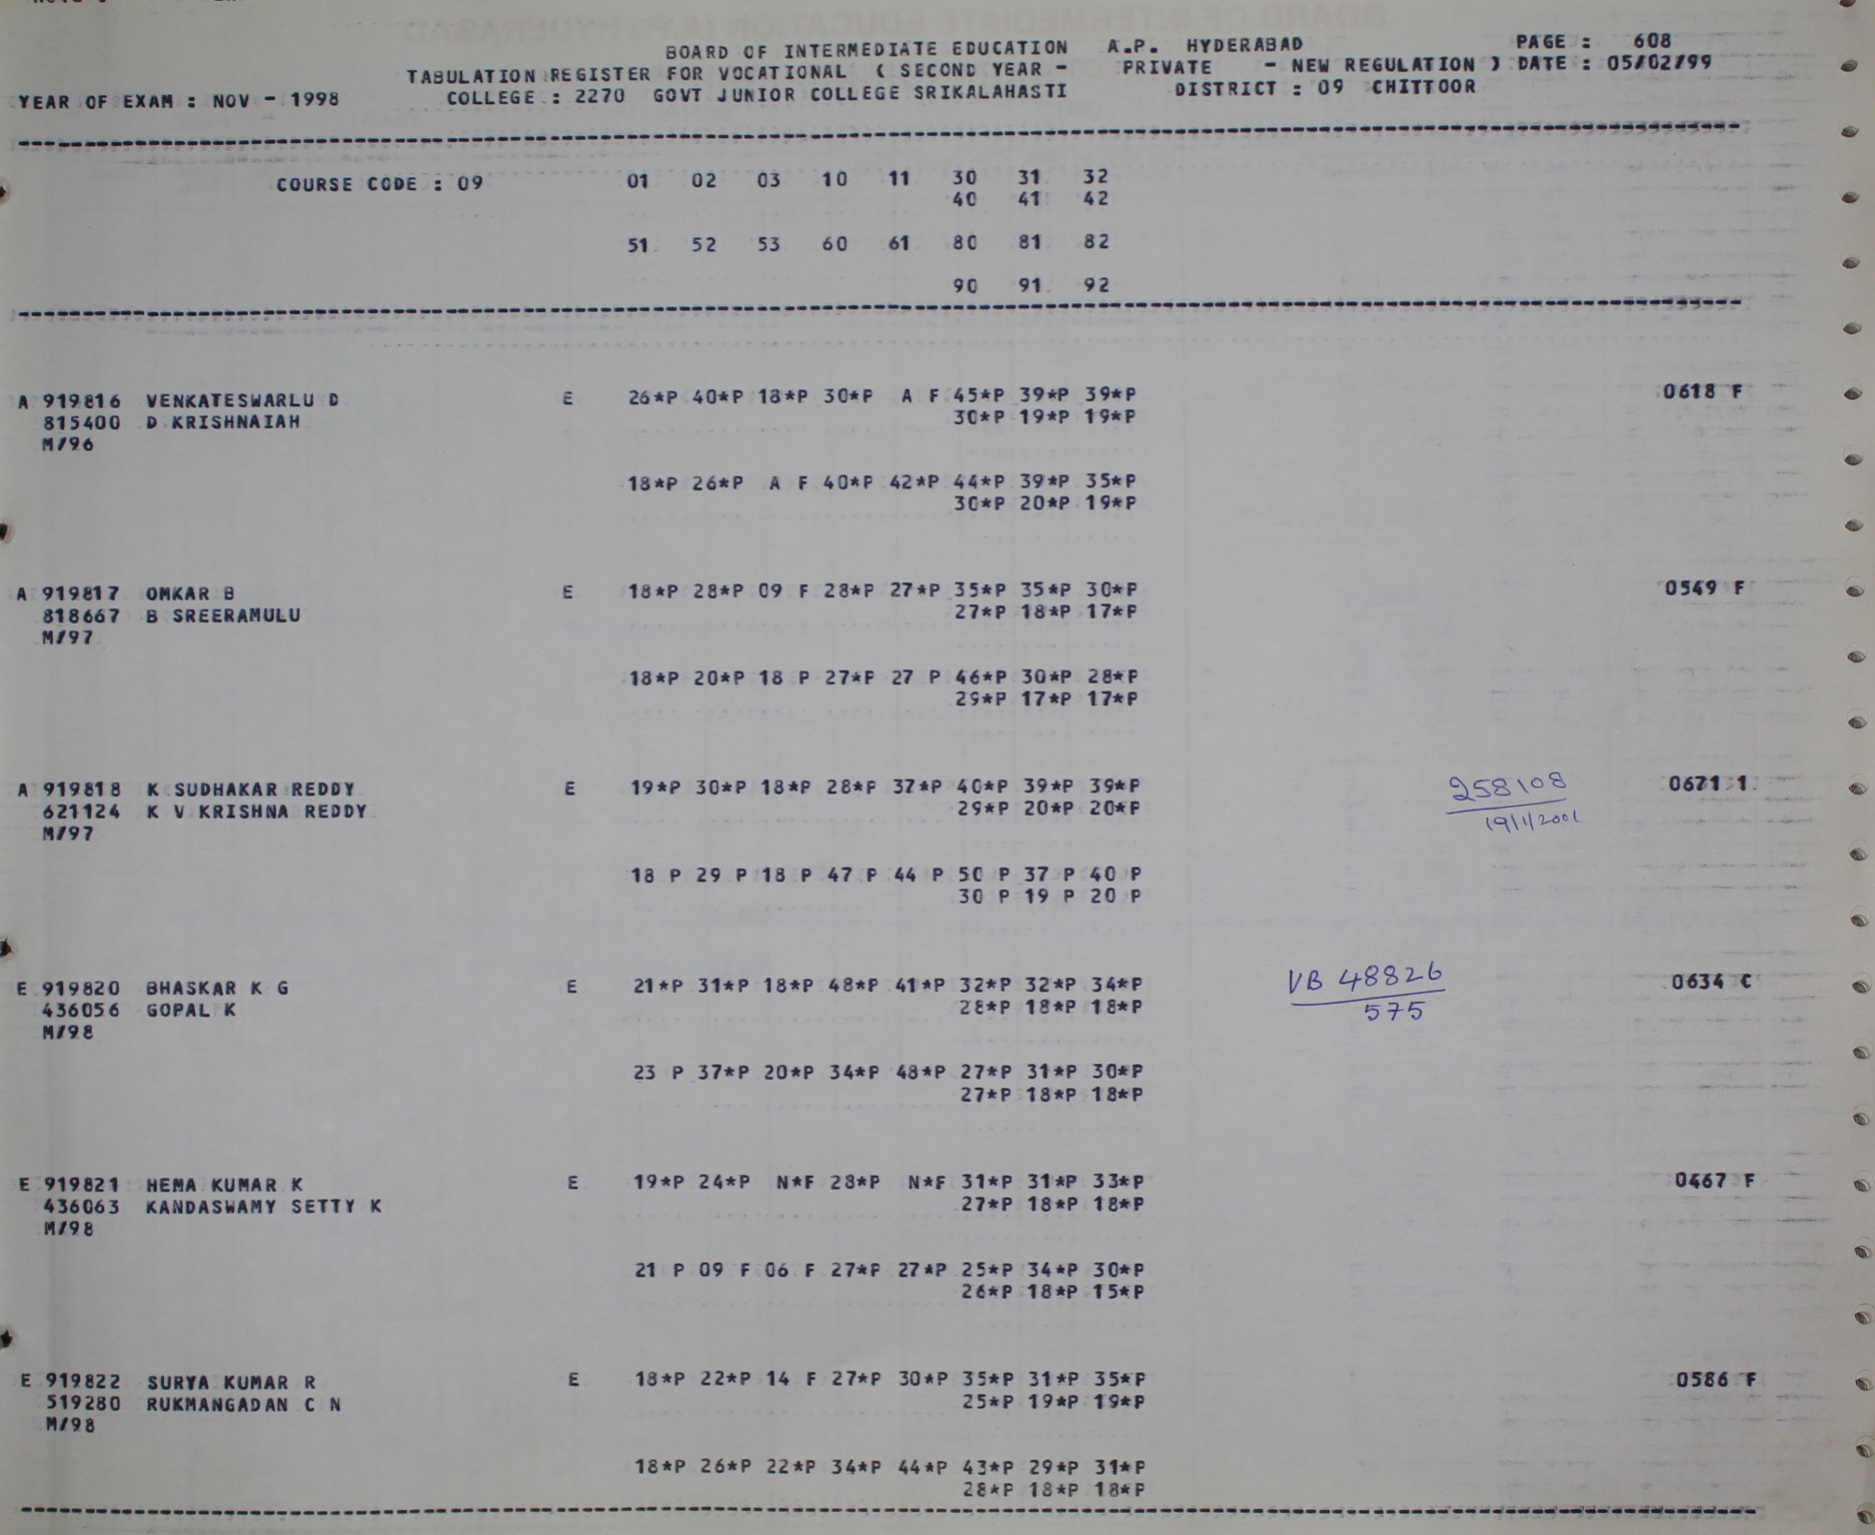 BOARD OF INTERMEDIATE EDUCATION A.P. HYDERABAD PAGE : 608
TABULATION REGISTER FOR VOCATIONAL ( SECOND YEAR - PRIVATE - NEW REGULATION ) DATE : 05/02/99
YEAR OF EXAM : NOV - 1998 COLLEGE : 2270 GOVT JUNIOR COLLEGE SRIKALAHASTI DISTRICT : 09 CHITTOOR
COURSE CODE : 09 01 02 03 10 11 30 31 32
40 41 42
51 52 53 60 61 80 81 82
90 91 92
A 919816 VENKATESWARLU D E 26*P 40*P 18*P 30*P A F 45*P 39*P 39*P 0618 F
815400 D KRISHNAIAH 30*P 19*P 19*P
M/96
18*P 26*P A F 40*P 42*P 44*P 39*P 35*P
30*P 20*P 19*P
A 919817 OMKAR B E 18*P 28*P 09 F 28*P 27*P 35*P 35*P 30*P 0549 F
818667 B SREERAMULU 27*P 18*P 17*P
M/97
18*P 20*P 18 P 27*P 27 P 46*P 30*P 28*P
29*P 17*P 17*P
A 919818 K SUDHAKAR REDDY E 19*P 30*P 18*P 28*P 37*P 40*P 39*P 39*P 258108 0671 1
621124 K V KRISHNA REDDY 29*P 20*P 20*P 19/1/2001
M/97
18 P 29 P 18 P 47 P 44 P 50 P 37 P 40 P
30 P 19 P 20 P
E 919820 BHASKAR K G E 21*P 31*P 18*P 48*P 41*P 32*P 32*P 34*P VB 48826 0634 C
436056 GOPAL K 28*P 18*P 18*P 575
M/98
23 P 37*P 20*P 34*P 48*P 27*P 31*P 30*P
27*P 18*P 18*P
E 919821 HEMA KUMAR K E 19*P 24*P N*F 28*P N*F 31*P 31*P 33*P 0467 F
436063 KANDASWAMY SETTY K 27*P 18*P 18*P
M/98
21 P 09 F 06 F 27*P 27*P 25*P 34*P 30*P
26*P 18*P 15*P
E 919822 SURYA KUMAR R E 18*P 22*P 14 F 27*P 30*P 35*P 31*P 35*P 0586 F
519280 RUKMANGADAN C N 25*P 19*P 19*P
M/98
18*P 26*P 22*P 34*P 44*P 43*P 29*P 31*P
28*P 18*P 18*P